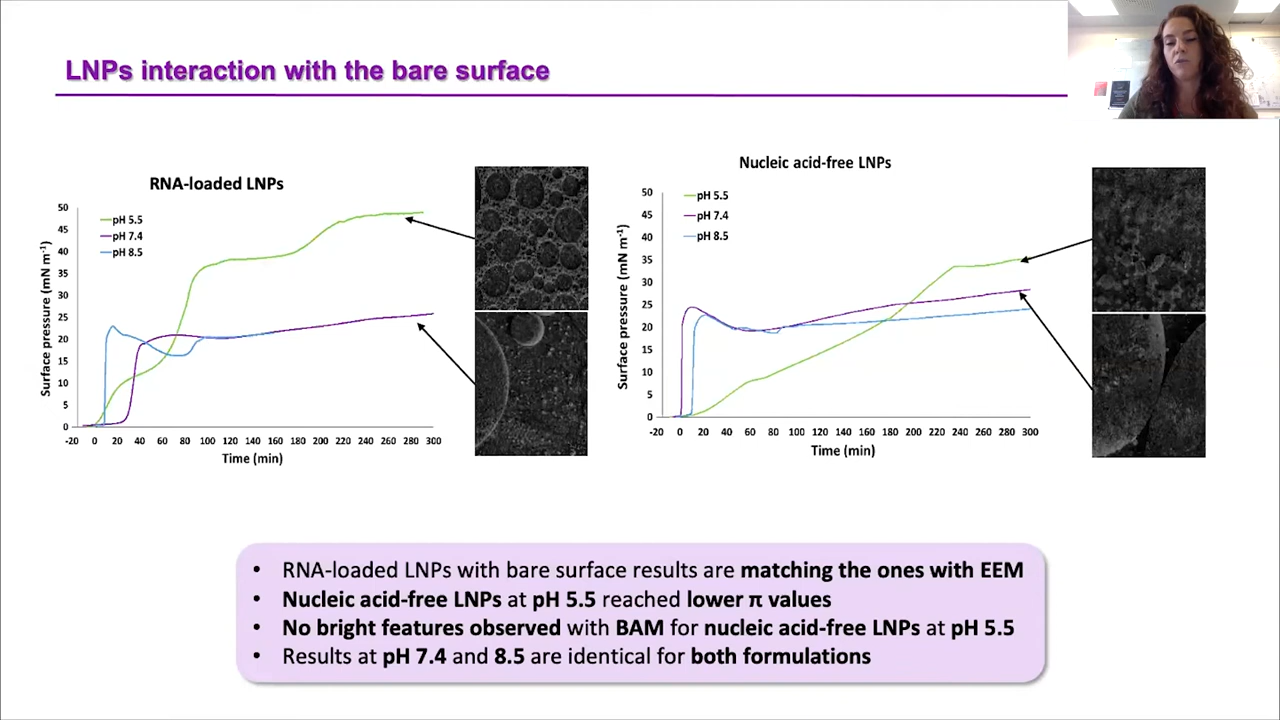 LNPs interaction with the bare surface
RNA-loaded LNPs
50
45
40
35
30
25
20
15
10
5
0
Surface pressure (mN m⁻¹)
pH 5.5
pH 7.4
pH 8.5
-20 0 20 40 60 80 100 120 140 160 180 200 220 240 260 280 300
Time (min)
Nucleic acid-free LNPs
50
45
40
35
30
25
20
15
10
5
0
Surface pressure (mN m⁻¹)
pH 5.5
pH 7.4
pH 8.5
-20 0 20 40 60 80 100 120 140 160 180 200 220 240 260 280 300
Time (min)
• RNA-loaded LNPs with bare surface results are matching the ones with EEM
• Nucleic acid-free LNPs at pH 5.5 reached lower π values
• No bright features observed with BAM for nucleic acid-free LNPs at pH 5.5
• Results at pH 7.4 and 8.5 are identical for both formulations